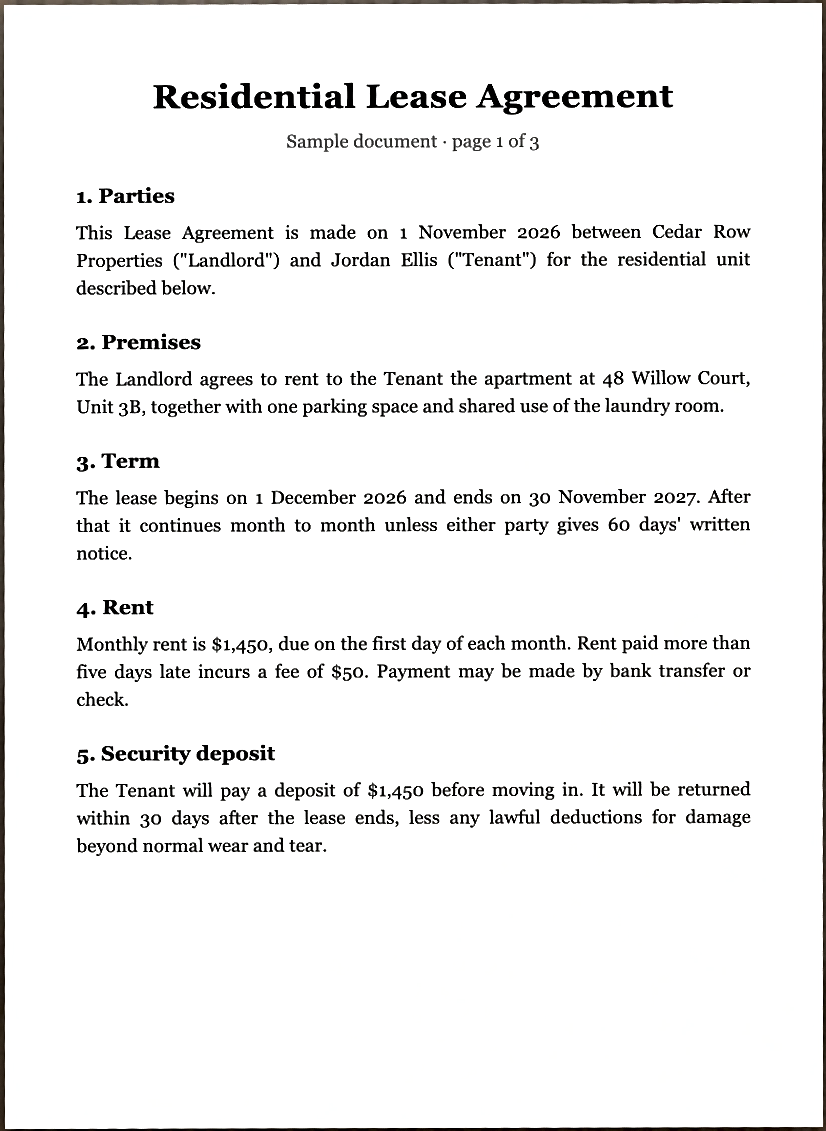 Residential Lease Agreement
Sample document · page 1 of 3
1. Parties
This Lease Agreement is made on 1 November 2026 between Cedar Row
Properties ("Landlord") and Jordan Ellis ("Tenant") for the residential unit
described below.
2. Premises
The Landlord agrees to rent to the Tenant the apartment at 48 Willow Court,
Unit 3B, together with one parking space and shared use of the laundry room.
3. Term
The lease begins on 1 December 2026 and ends on 30 November 2027. After
that it continues month to month unless either party gives 60 days' written
notice.
4. Rent
Monthly rent is $1,450, due on the first day of each month. Rent paid more than
five days late incurs a fee of $50. Payment may be made by bank transfer or
check.
5. Security deposit
The Tenant will pay a deposit of $1,450 before moving in. It will be returned
within 30 days after the lease ends, less any lawful deductions for damage
beyond normal wear and tear.